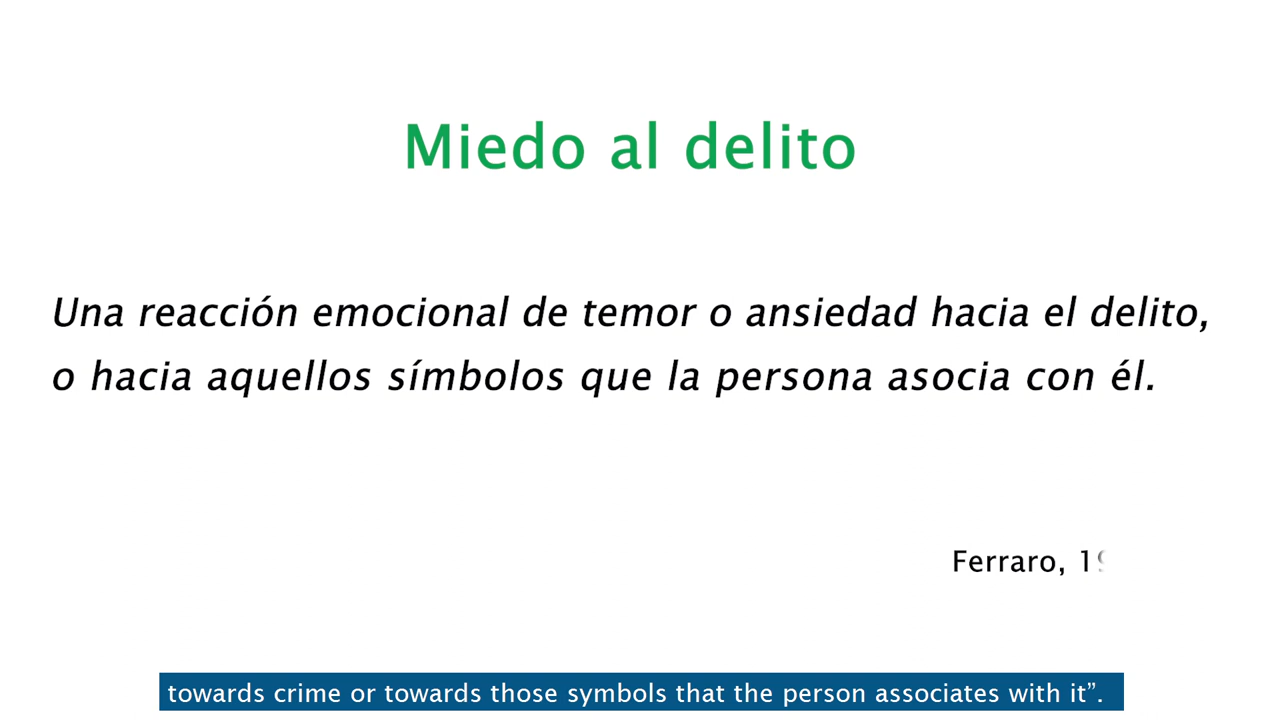 Miedo al delito
Una reacción emocional de temor o ansiedad hacia el delito,
o hacia aquellos símbolos que la persona asocia con él.
Ferraro,
towards crime or towards those symbols that the person associates with it”.